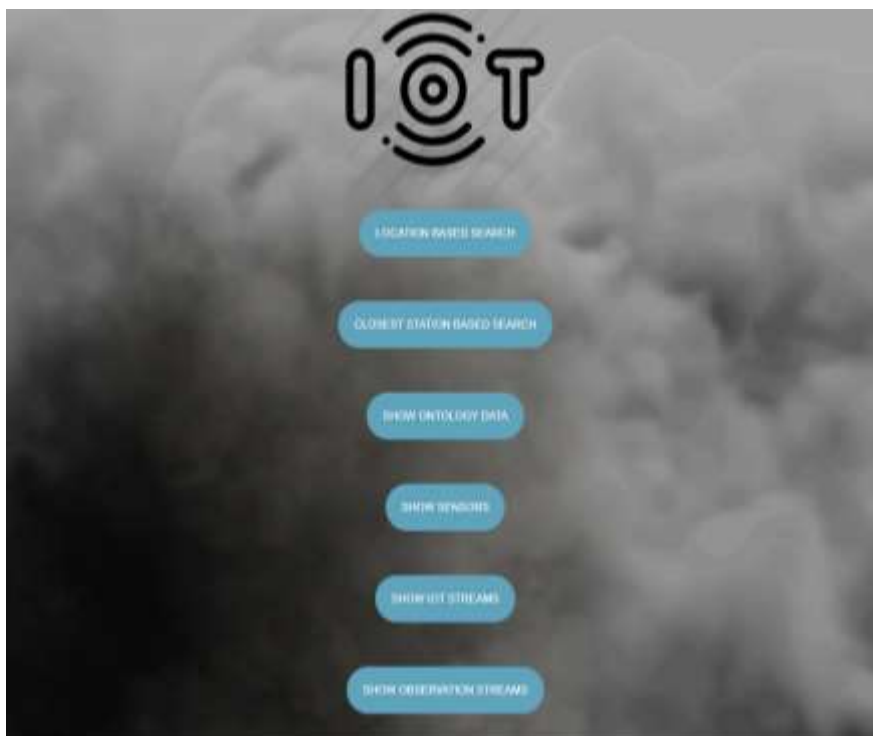 IOT
LOCATION BASED SEARCH
CLOSEST STATION BASED SEARCH
SHOW ONTOLOGY DATA
SHOW SENSORS
SHOW IOT STREAMS
SHOW OBSERVATION STREAMS